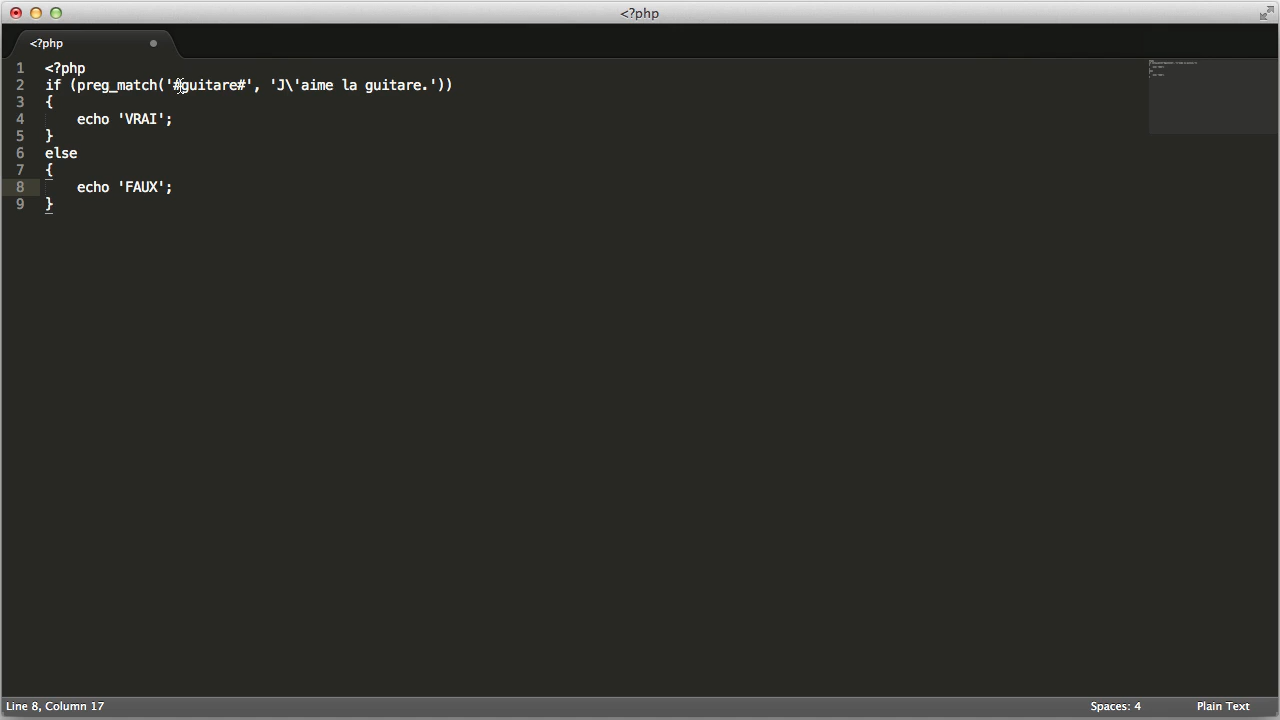 <?php
<?php
1 <?php
2 if (preg_match('#guitare#', 'J\'aime la guitare.'))
3 {
4     echo 'VRAI';
5 }
6 else
7 {
8     echo 'FAUX';
9 }
Line 8, Column 17 Spaces: 4 Plain Text